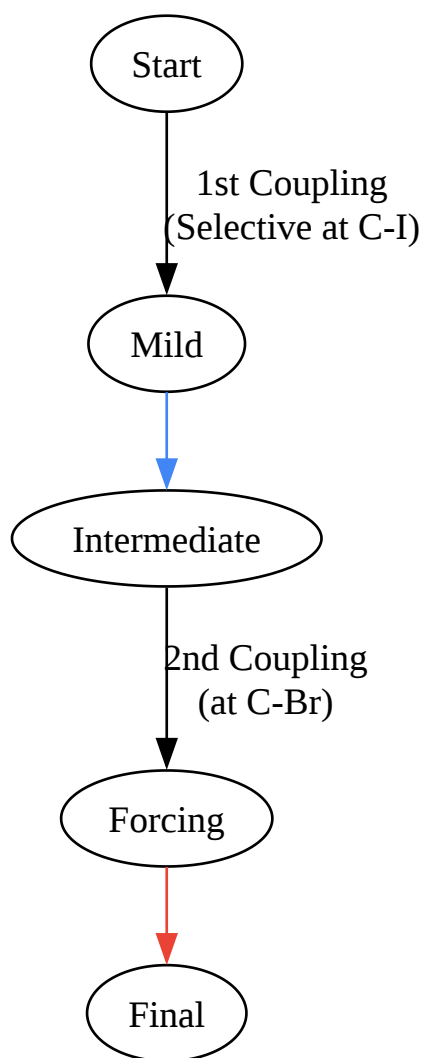 Start
1st Coupling
(Selective at C-I)
Mild
Intermediate
2nd Coupling
(at C-Br)
Forcing
Final